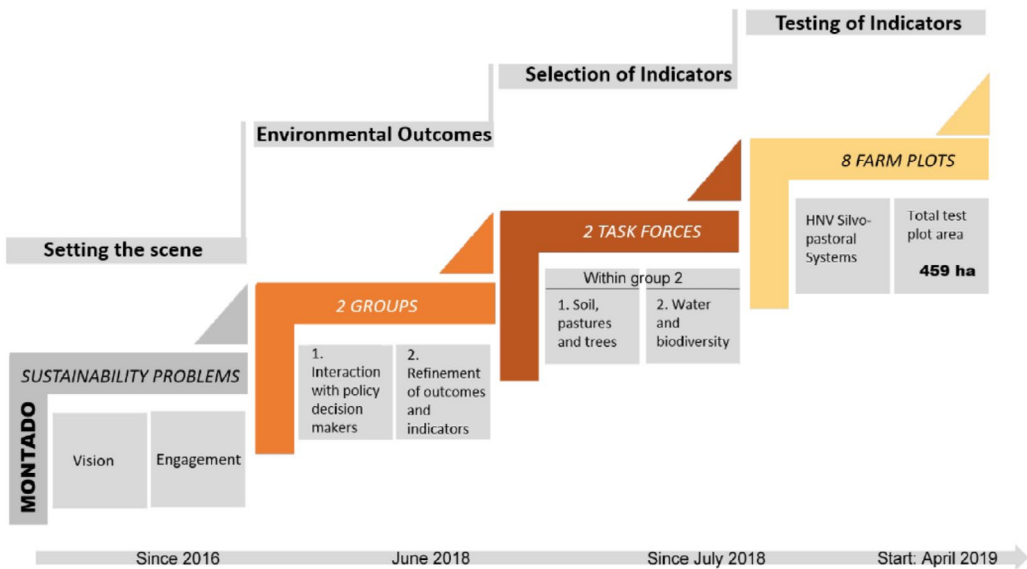 Testing of Indicators
Selection of Indicators
Environmental Outcomes
Setting the scene
8 FARM PLOTS
HNV Silvo-
pastoral
Systems
Total test
plot area
459 ha
2 TASK FORCES
Within group 2
1. Soil,
pastures
and trees
2. Water
and
biodiversity
2 GROUPS
1.
Interaction
with policy
decision
makers
2.
Refinement
of outcomes
and
indicators
SUSTAINABILITY PROBLEMS
MONTADO
Vision
Engagement
Since 2016
June 2018
Since July 2018
Start: April 2019